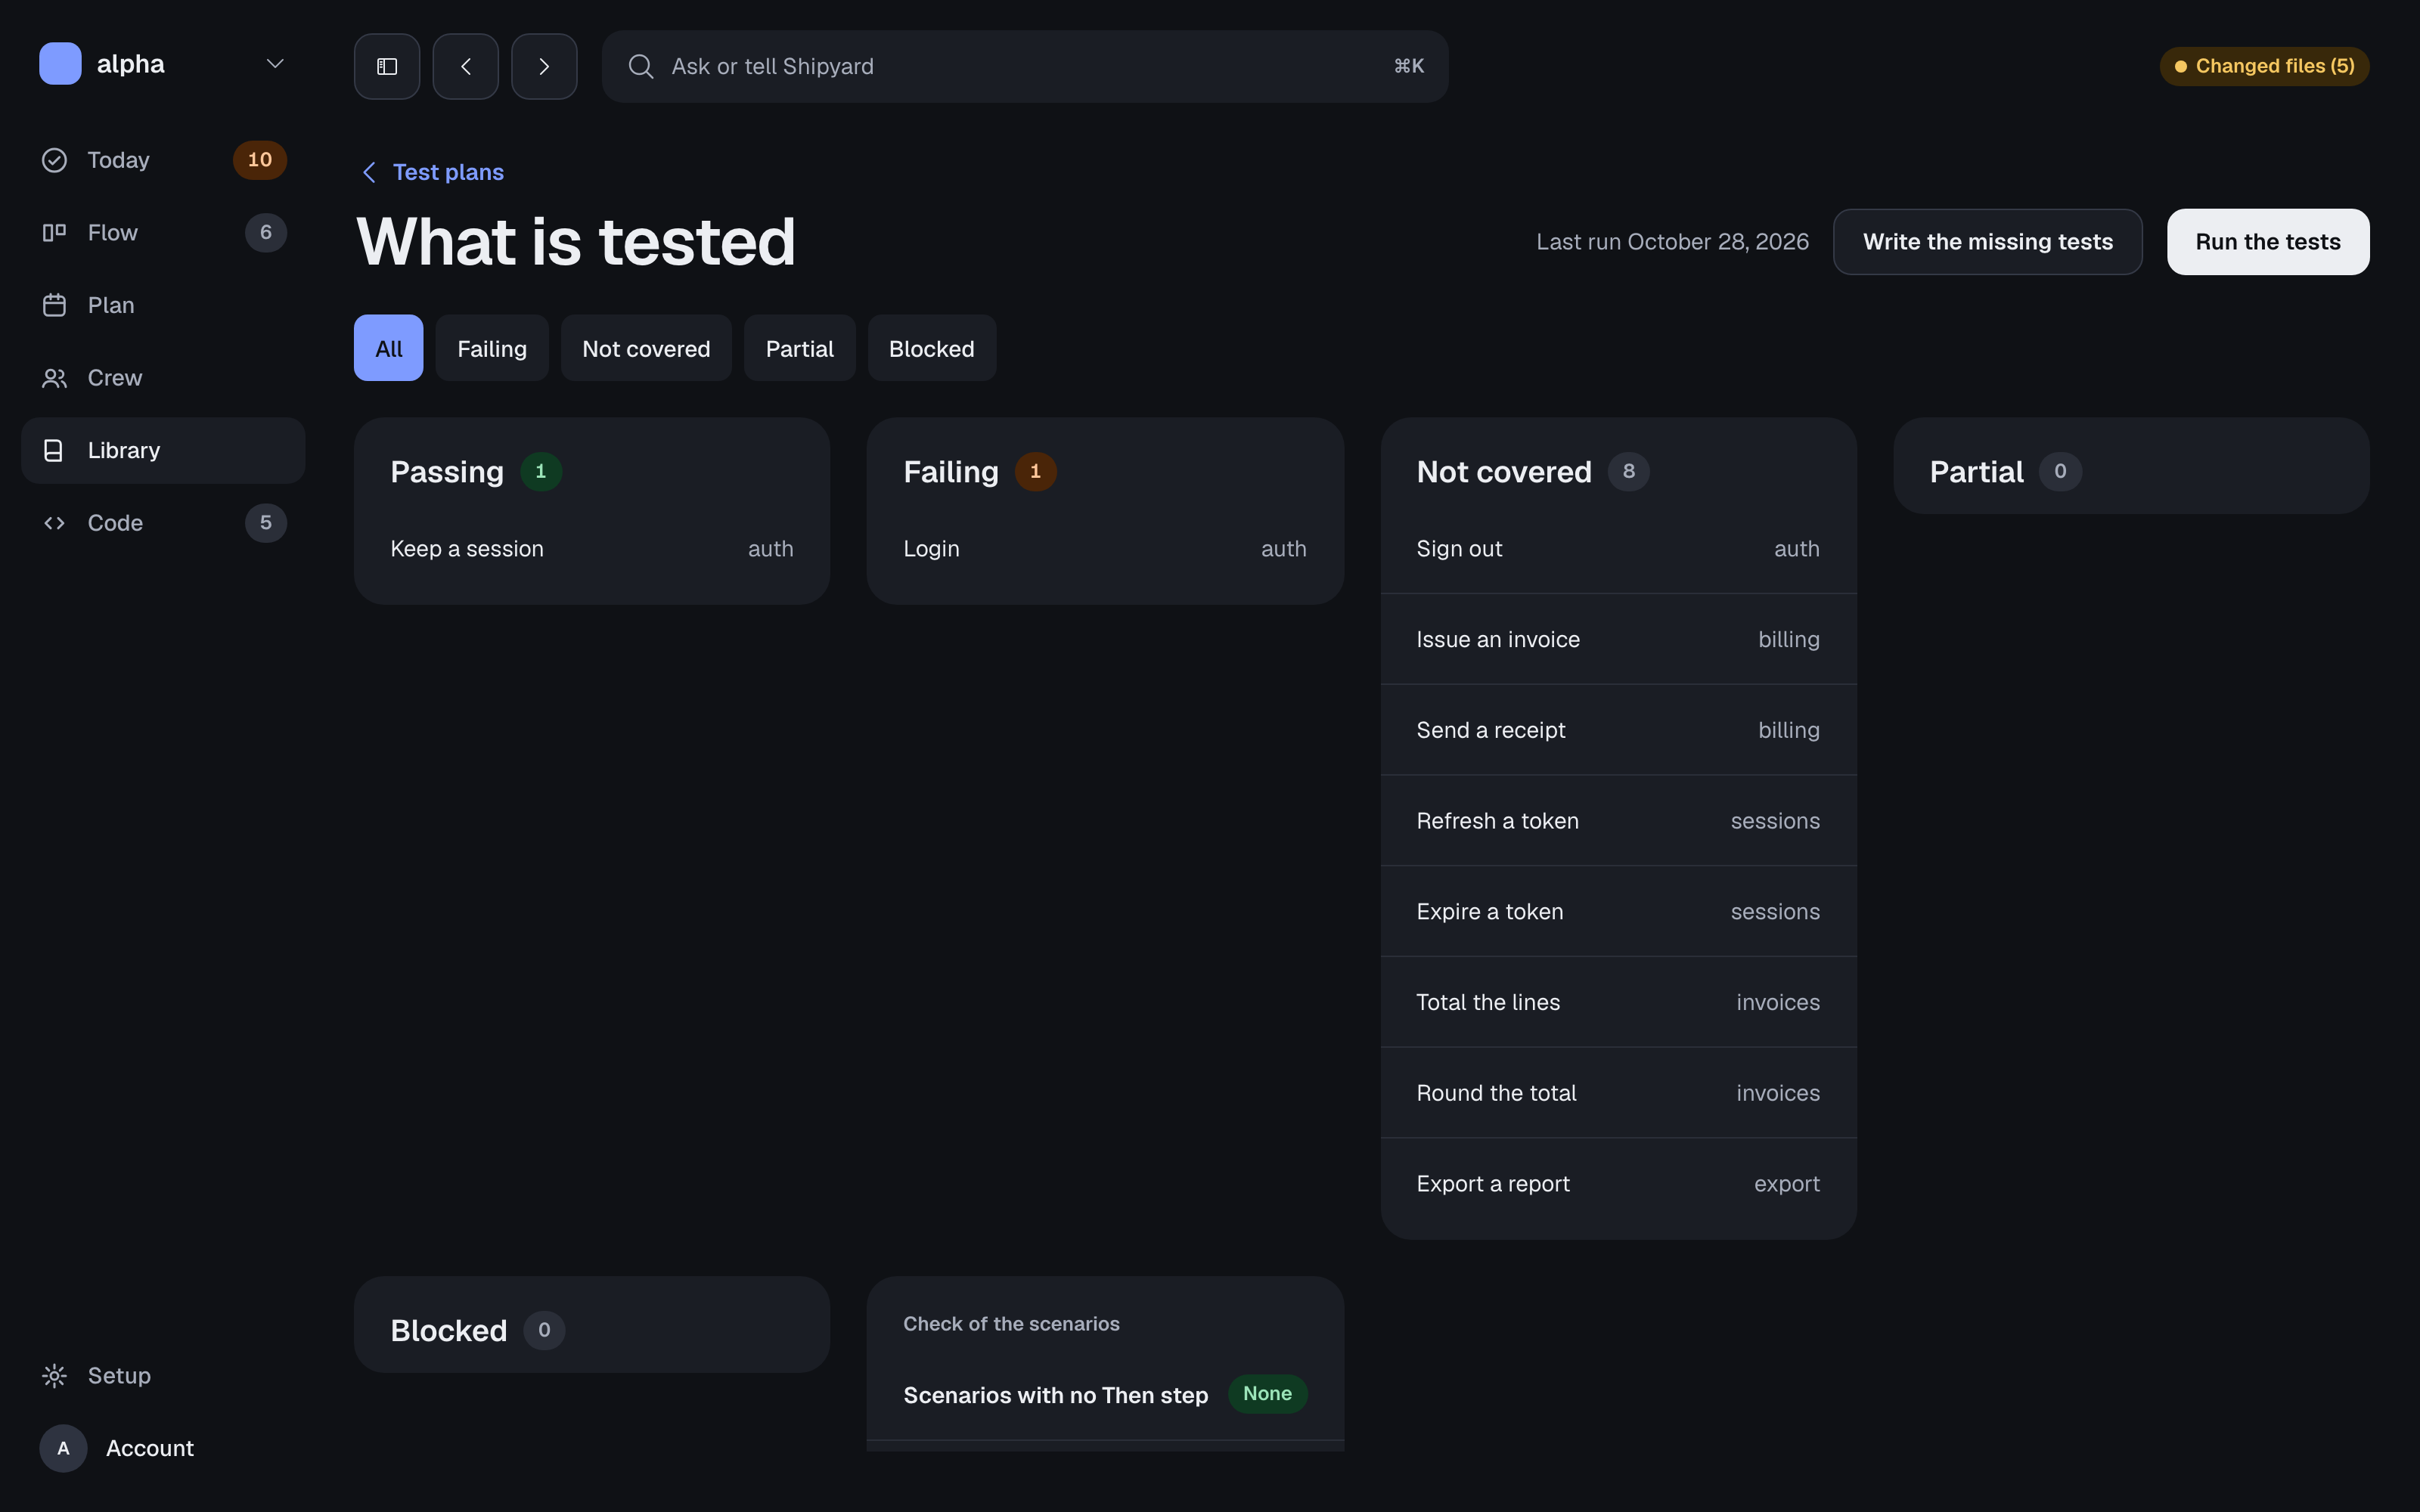 alpha
Ask or tell Shipyard ⌘K
Changed files (5)
Today 10
Flow 6
Plan
Crew
Library
Code 5
Setup
A Account
Test plans
What is tested
Last run October 28, 2026
Write the missing tests
Run the tests
All
Failing
Not covered
Partial
Blocked
Passing 1
Keep a session auth
Failing 1
Login auth
Not covered 8
Sign out auth
Issue an invoice billing
Send a receipt billing
Refresh a token sessions
Expire a token sessions
Total the lines invoices
Round the total invoices
Export a report export
Partial 0
Blocked 0
Check of the scenarios
Scenarios with no Then step None